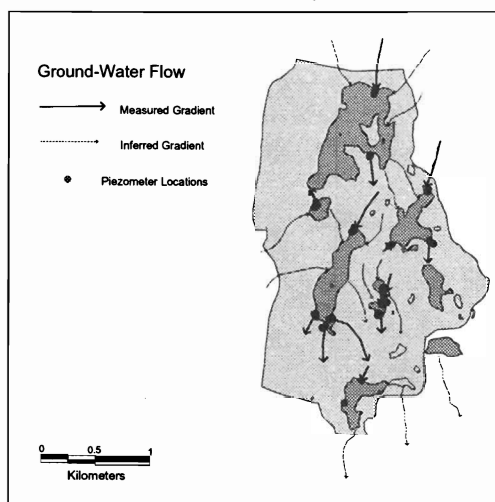 Ground-Water Flow
Measured Gradient
Inferred Gradient
Piezometer Locations
0 0.5 1
Kilometers